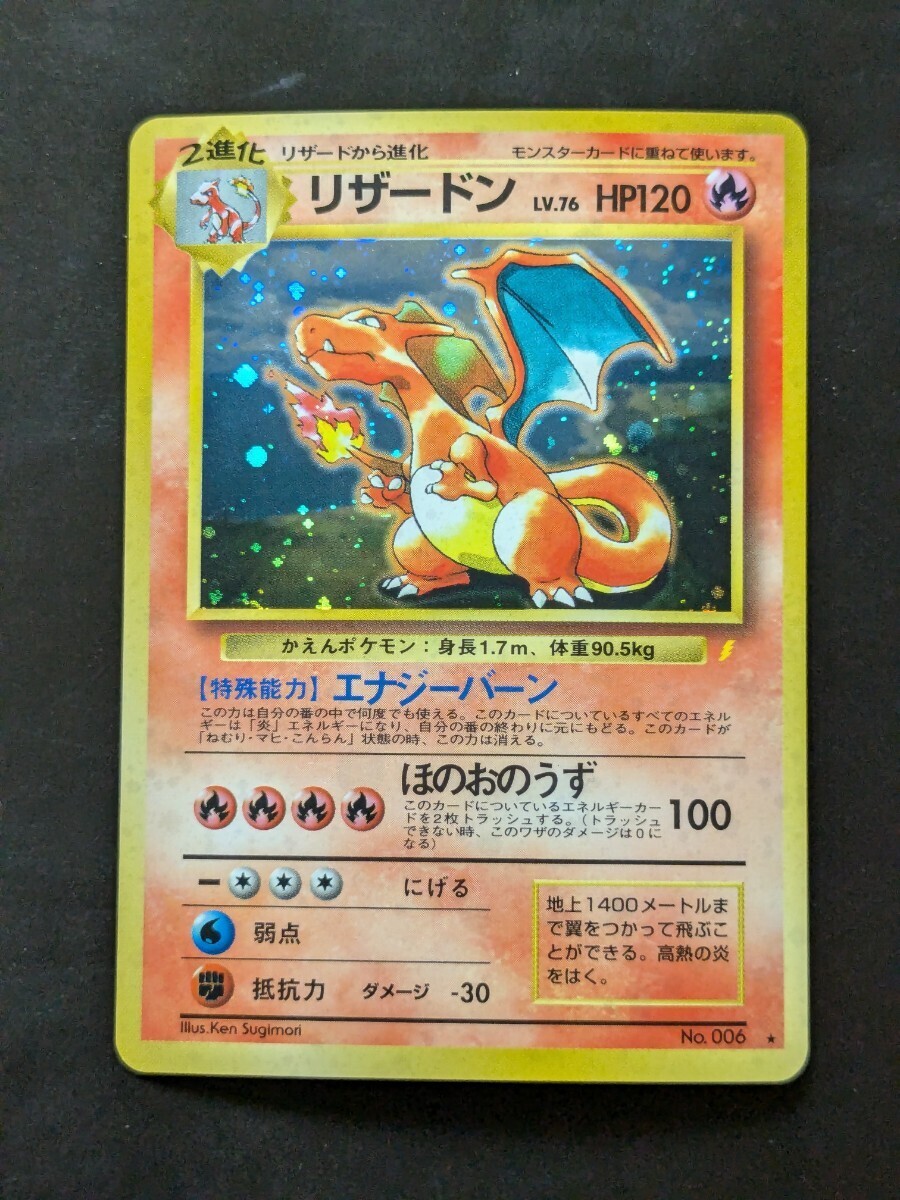 2進化 リザードから進化 モンスターカードに重ねて使います。
リザードン LV.76 HP120
かえんポケモン：身長1.7m、体重90.5kg
【特殊能力】エナジーバーン
この力は自分の番の中で何度でも使える。このカードについているすべてのエネル
ギーは「炎」エネルギーになり、自分の番の終わりに元にもどる。このカードが
「ねむり・マヒ・こんらん」状態の時、この力は消える。
ほのおのうず
このカードについているエネルギーカー
ドを2枚トラッシュする。（トラッシュ
できない時、このワザのダメージは0に
なる）
100
ー にげる
弱点
抵抗力 ダメージ -30
地上1400メートルま
で翼をつかって飛ぶこ
とができる。高熱の炎
をはく。
Illus.Ken Sugimori
No. 006 ★